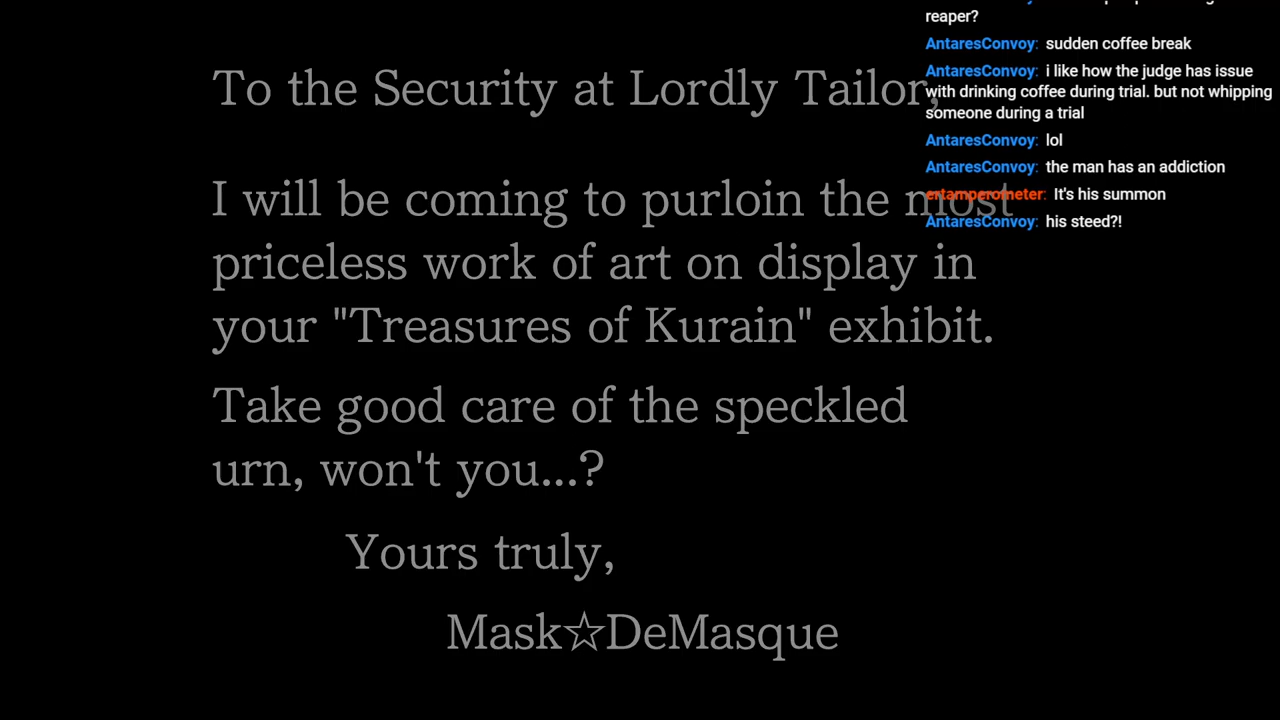 To the Security at Lordly Tailor,
I will be coming to purloin the most
priceless work of art on display in
your "Treasures of Kurain" exhibit.
Take good care of the speckled
urn, won't you...?
Yours truly,
Mask☆DeMasque
reaper?
AntaresConvoy: sudden coffee break
AntaresConvoy: i like how the judge has issue
with drinking coffee during trial. but not whipping
someone during a trial
AntaresConvoy: lol
AntaresConvoy: the man has an addiction
ertamperometer: It's his summon
AntaresConvoy: his steed?!